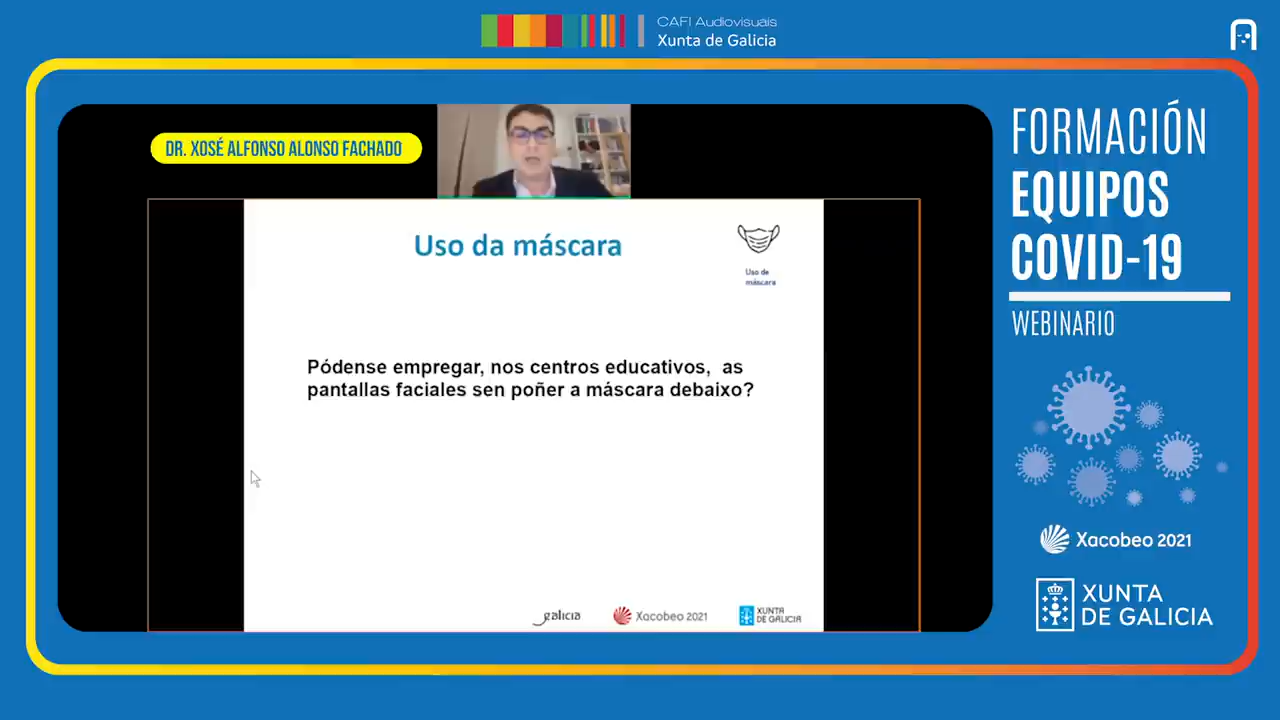 CAFI Audiovisuais
Xunta de Galicia
DR. XOSÉ ALFONSO ALONSO FACHADO
Uso da máscara
Uso de
máscara
Pódense empregar, nos centros educativos, as
pantallas faciales sen poñer a máscara debaixo?
galicia
Xacobeo 2021
XUNTA
DE GALICIA
FORMACIÓN
EQUIPOS
COVID-19
WEBINARIO
Xacobeo 2021
XUNTA
DE GALICIA